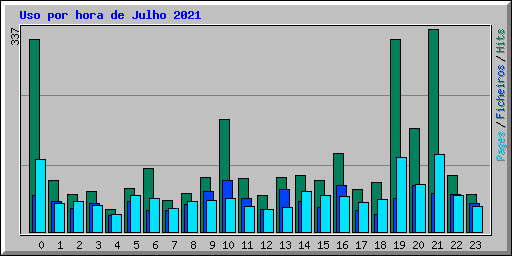 Uso por hora de Julho 2021
337
Pages / Ficheiros / Hits
0 1 2 3 4 5 6 7 8 9 10 11 12 13 14 15 16 17 18 19 20 21 22 23